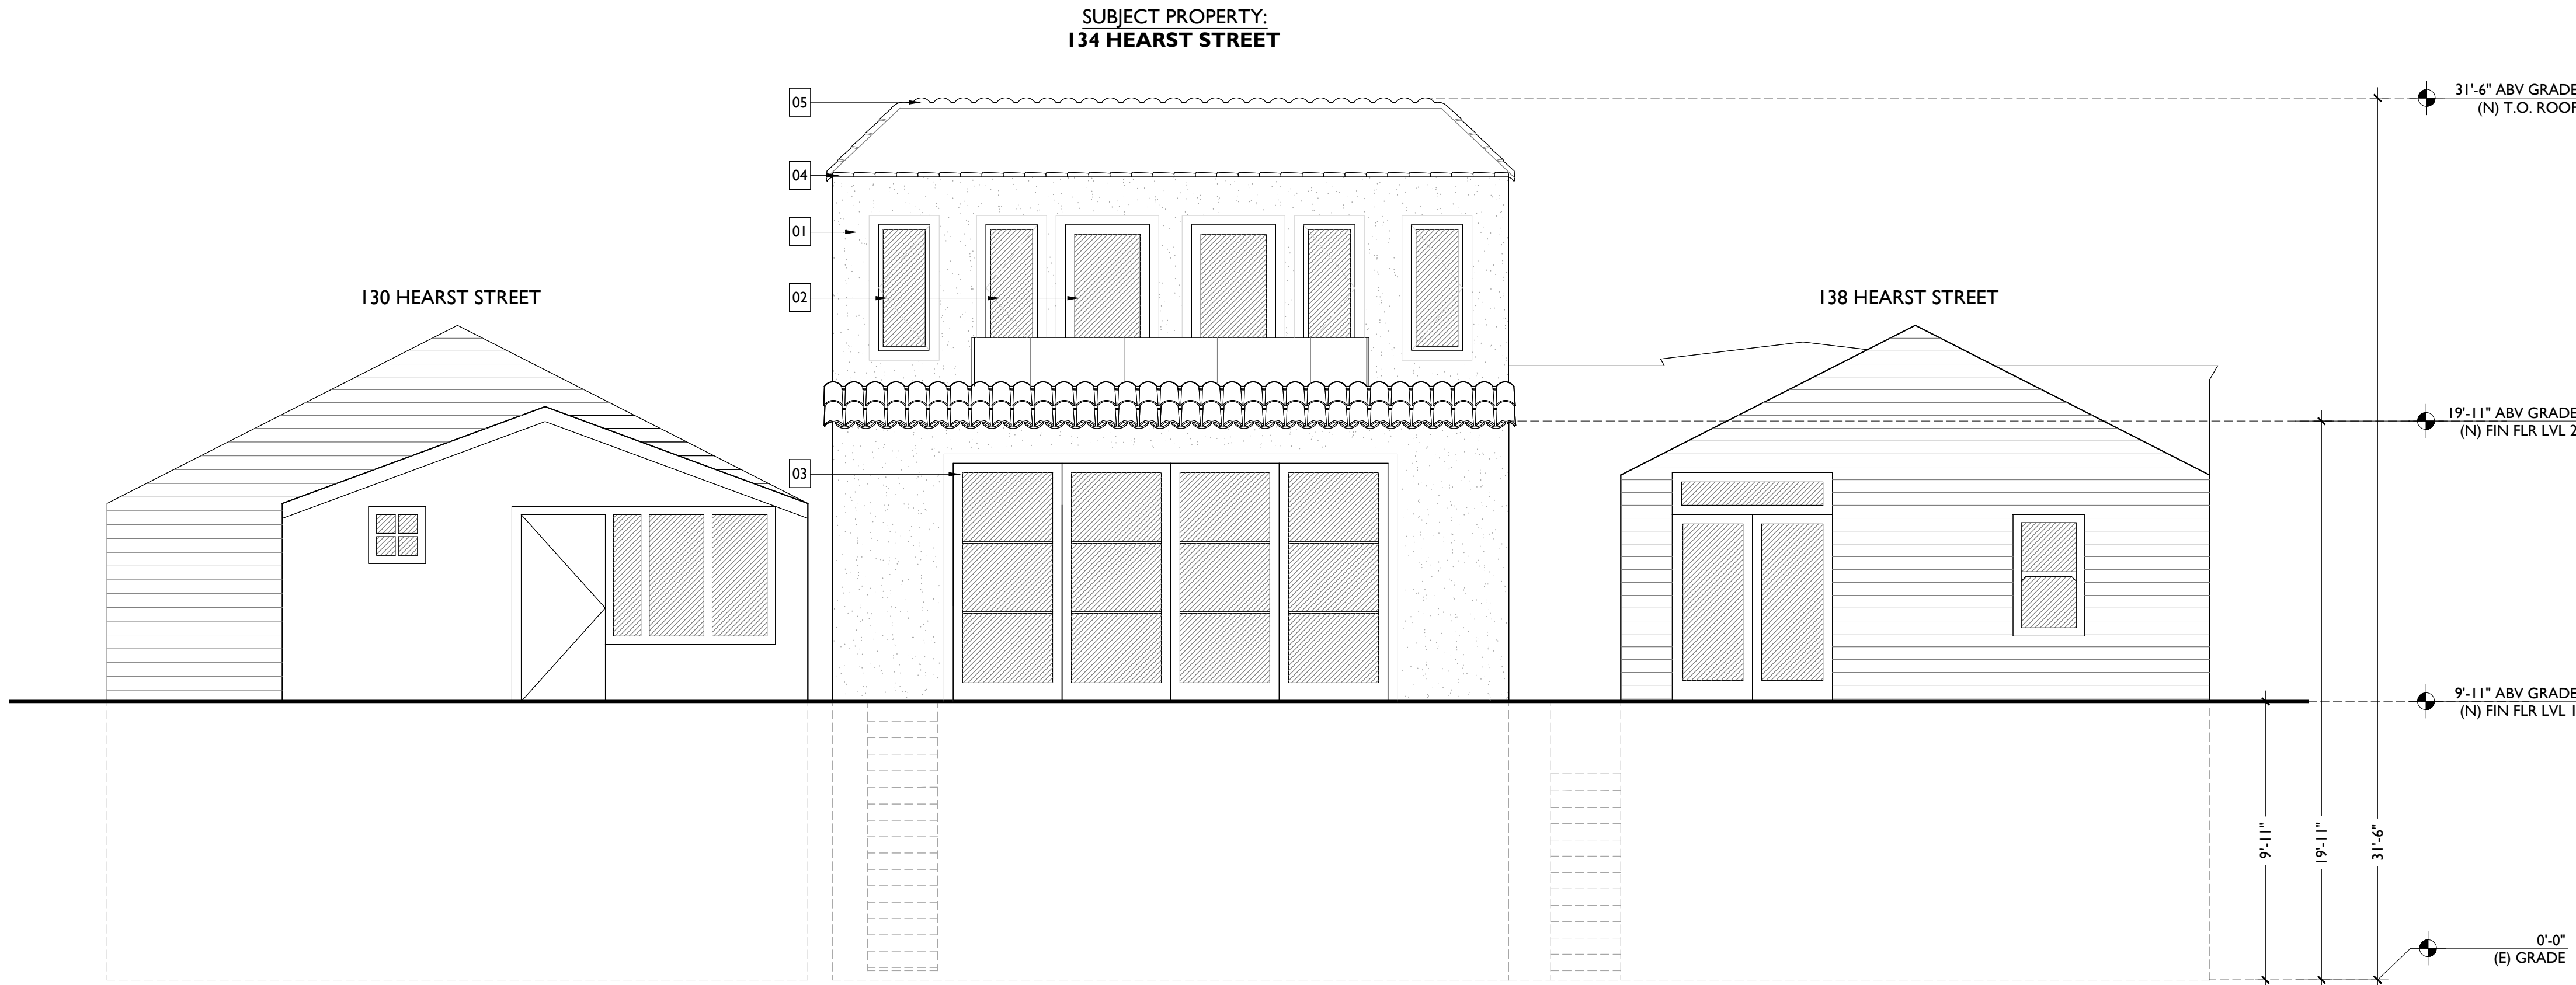 SUBJECT PROPERTY:
134 HEARST STREET
05
31'-6" ABV GRADE
(N) T.O. ROOF
04
01
02
130 HEARST STREET
138 HEARST STREET
19'-11" ABV GRADE
(N) FIN FLR LVL 2
03
9'-11" ABV GRADE
(N) FIN FLR LVL 1
9'-11"
19'-11"
31'-6"
0'-0"
(E) GRADE